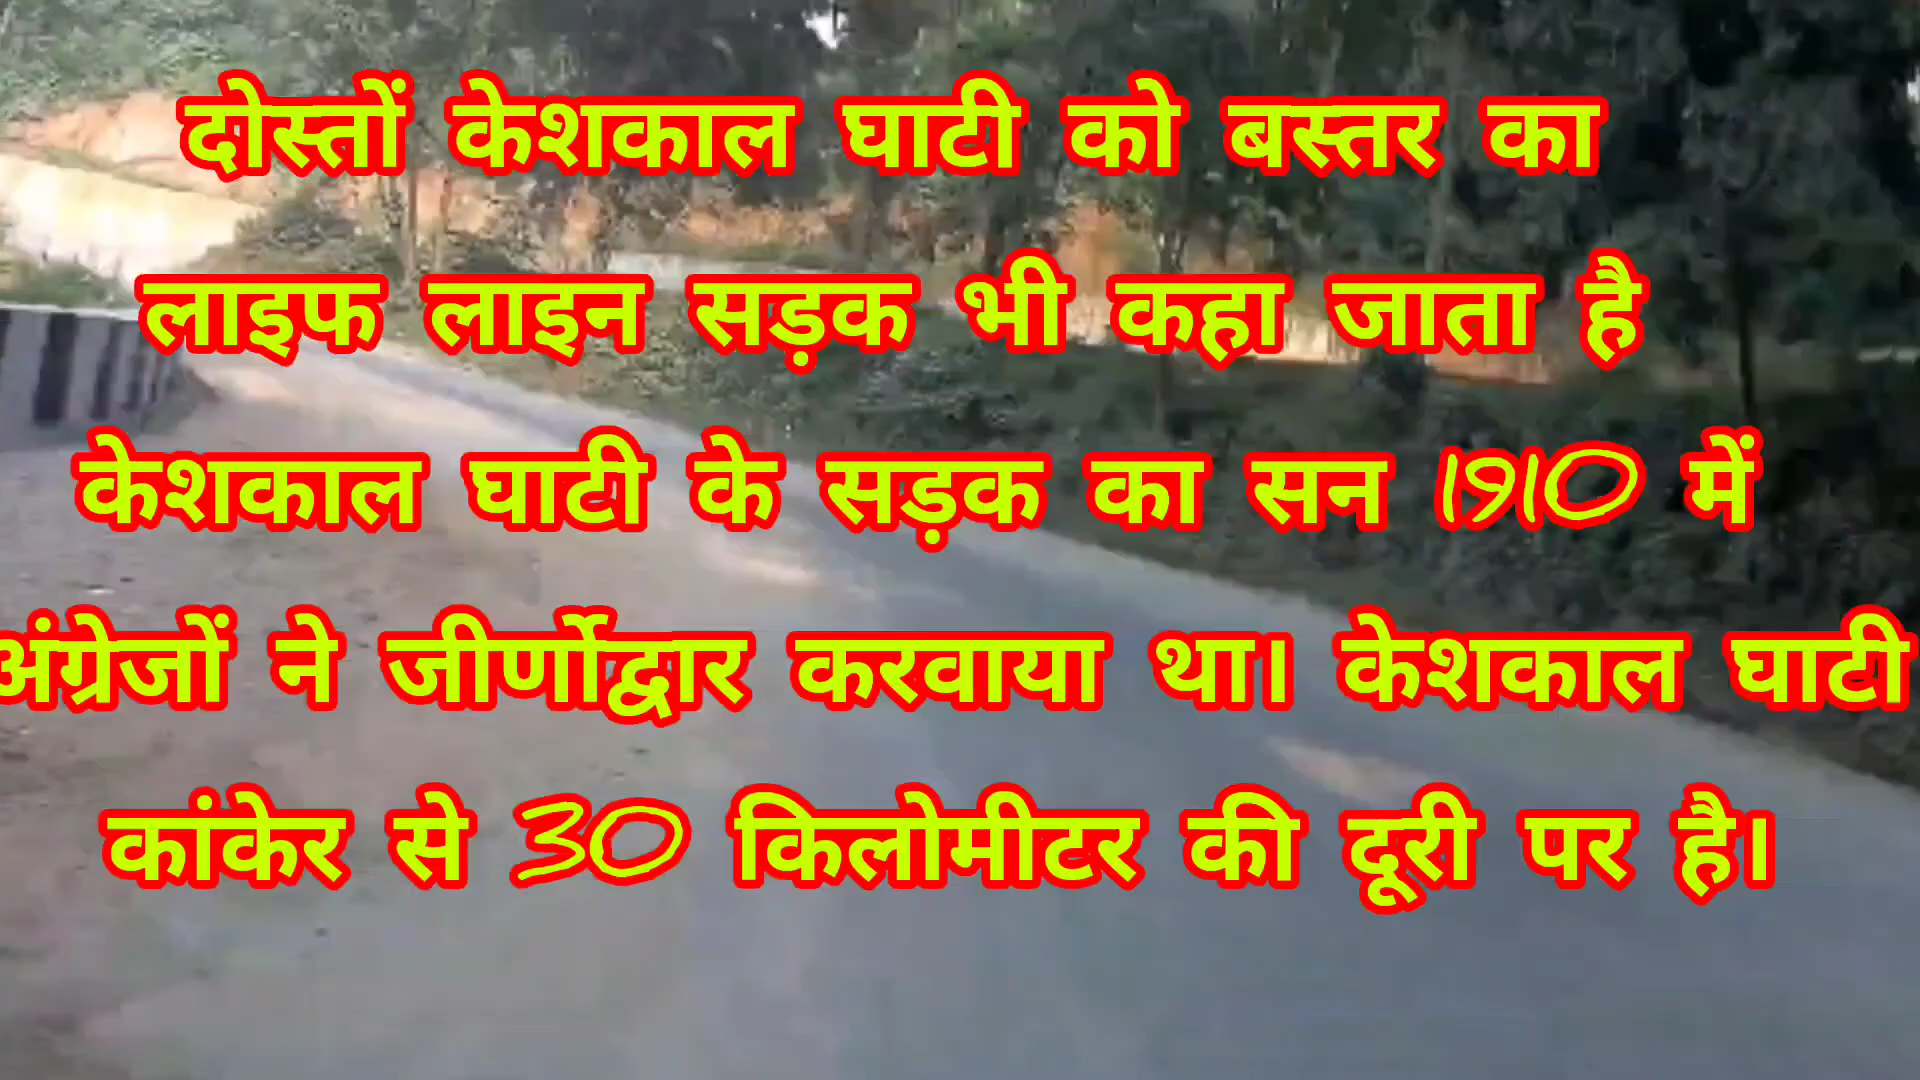 दोस्तों केशकाल घाटी को बस्तर का
लाइफ लाइन सड़क भी कहा जाता है
केशकाल घाटी के सड़क का सन 1910 में
अंग्रेजों ने जीर्णोद्वार करवाया था। केशकाल घाटी
कांकेर से 30 किलोमीटर की दूरी पर है।